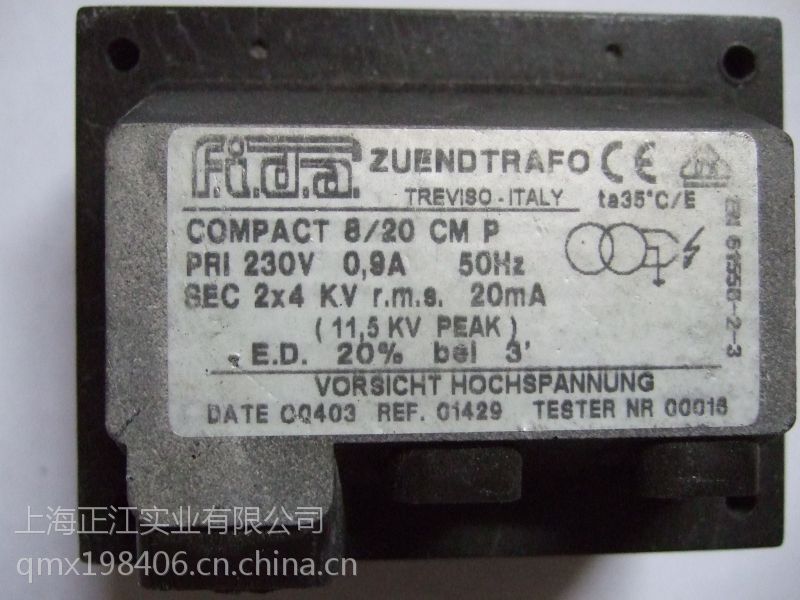 f.i.d.a. ZUENDTRAFO CE
TREVISO - ITALY ta35°C/E
COMPACT 8/20 CM P
PRI 230V 0,9A 50Hz
SEC 2x4 KV r.m.s. 20mA
(11,5 KV PEAK)
E.D. 20% bei 3'
EN 61558-2-3
VORSICHT HOCHSPANNUNG
DATE 00403 REF. 01429 TESTER NR 00016
上海正江实业有限公司
qmx198406.cn.china.cn